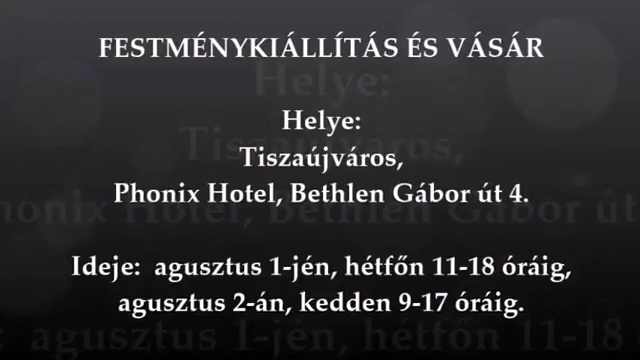 FESTMÉNYKIÁLLÍTÁS ÉS VÁSÁR
Helye:
Tiszaújváros,
Phonix Hotel, Bethlen Gábor út 4.
Ideje:  agusztus 1-jén, hétfőn 11-18 óráig,
agusztus 2-án, kedden 9-17 óráig.